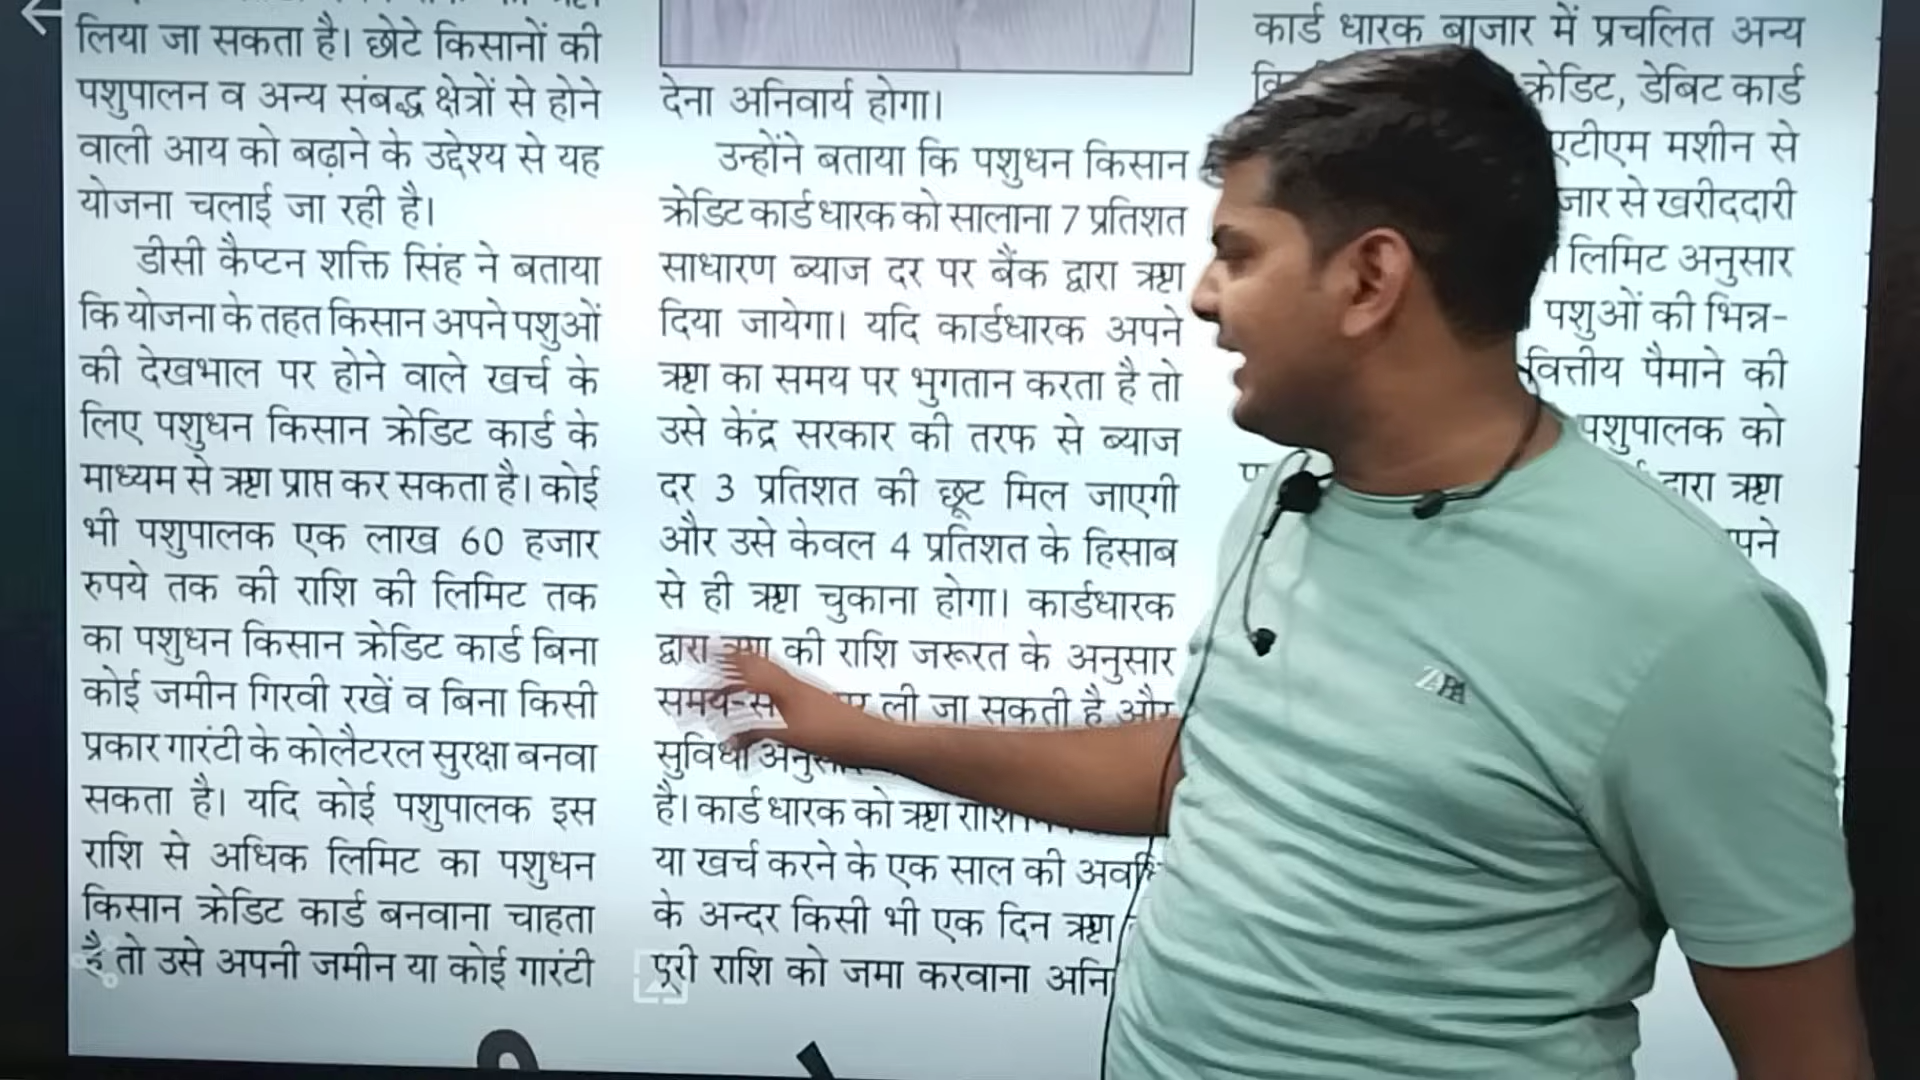 लिया जा सकता है। छोटे किसानों की
पशुपालन व अन्य संबद्ध क्षेत्रों से होने
वाली आय को बढ़ाने के उद्देश्य से यह
योजना चलाई जा रही है।
डीसी कैप्टन शक्ति सिंह ने बताया
कि योजना के तहत किसान अपने पशुओं
की देखभाल पर होने वाले खर्च के
लिए पशुधन किसान क्रेडिट कार्ड के
माध्यम से ऋण प्राप्त कर सकता है। कोई
भी पशुपालक एक लाख 60 हजार
रुपये तक की राशि की लिमिट तक
का पशुधन किसान क्रेडिट कार्ड बिना
कोई जमीन गिरवी रखें व बिना किसी
प्रकार गारंटी के कोलैटरल सुरक्षा बनवा
सकता है। यदि कोई पशुपालक इस
राशि से अधिक लिमिट का पशुधन
किसान क्रेडिट कार्ड बनवाना चाहता
है तो उसे अपनी जमीन या कोई गारंटी
देना अनिवार्य होगा।
उन्होंने बताया कि पशुधन किसान
क्रेडिट कार्ड धारक को सालाना 7 प्रतिशत
साधारण ब्याज दर पर बैंक द्वारा ऋण
दिया जायेगा। यदि कार्डधारक अपने
ऋण का समय पर भुगतान करता है तो
उसे केंद्र सरकार की तरफ से ब्याज
दर 3 प्रतिशत की छूट मिल जाएगी
और उसे केवल 4 प्रतिशत के हिसाब
से ही ऋण चुकाना होगा। कार्डधारक
द्वारा ऋण की राशि जरूरत के अनुसार
ली जा सकती है और
सुविधा अनुसार
है। कार्ड धारक को ऋण राशि
या खर्च करने के एक साल की अवधि
के अन्दर किसी भी एक दिन ऋण
पूरी राशि को जमा करवाना
कार्ड धारक बाजार में प्रचलित अन्य
क्रेडिट, डेबिट कार्ड
एटीएम मशीन से
से खरीददारी
लिमिट अनुसार
पशुओं की भिन्न-
वित्तीय पैमाने की
पशुपालक को
द्वारा ऋण